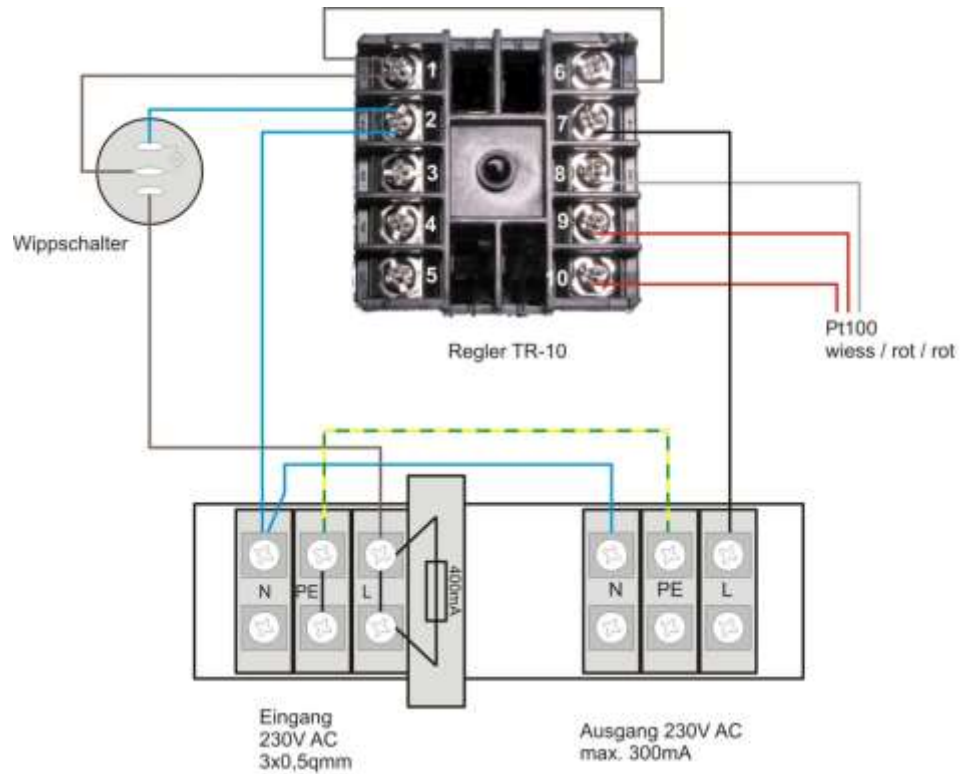 1
6
2
7
3
8
4
9
5
10
Wippschalter
Regler TR-10
Pt100
wiess / rot / rot
N
PE
L
400mA
N
PE
L
Eingang
230V AC
3x0,5qmm
Ausgang 230V AC
max. 300mA